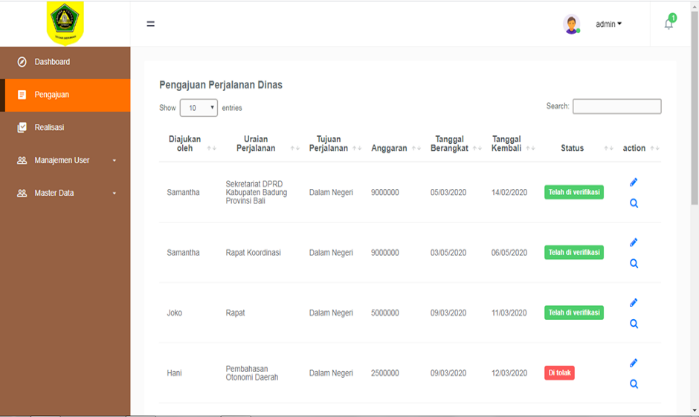 admin
1
Dashboard
Pengajuan
Realisasi
Manajemen User
Master Data
Pengajuan Perjalanan Dinas
Show 10 entries Search:
Diajukan oleh Uraian Perjalanan Tujuan Perjalanan Anggaran Tanggal Berangkat Tanggal Kembali Status action
Samantha Sekretariat DPRD Kabupaten Badung Provinsi Bali Dalam Negeri 9000000 05/03/2020 14/02/2020 Telah di verifikasi
Samantha Rapat Koordinasi Dalam Negeri 9000000 03/05/2020 06/05/2020 Telah di verifikasi
Joko Rapat Dalam Negeri 5000000 09/03/2020 11/03/2020 Telah di verifikasi
Hani Pembahasan Otonomi Daerah Dalam Negeri 2500000 09/03/2020 12/03/2020 Di tolak